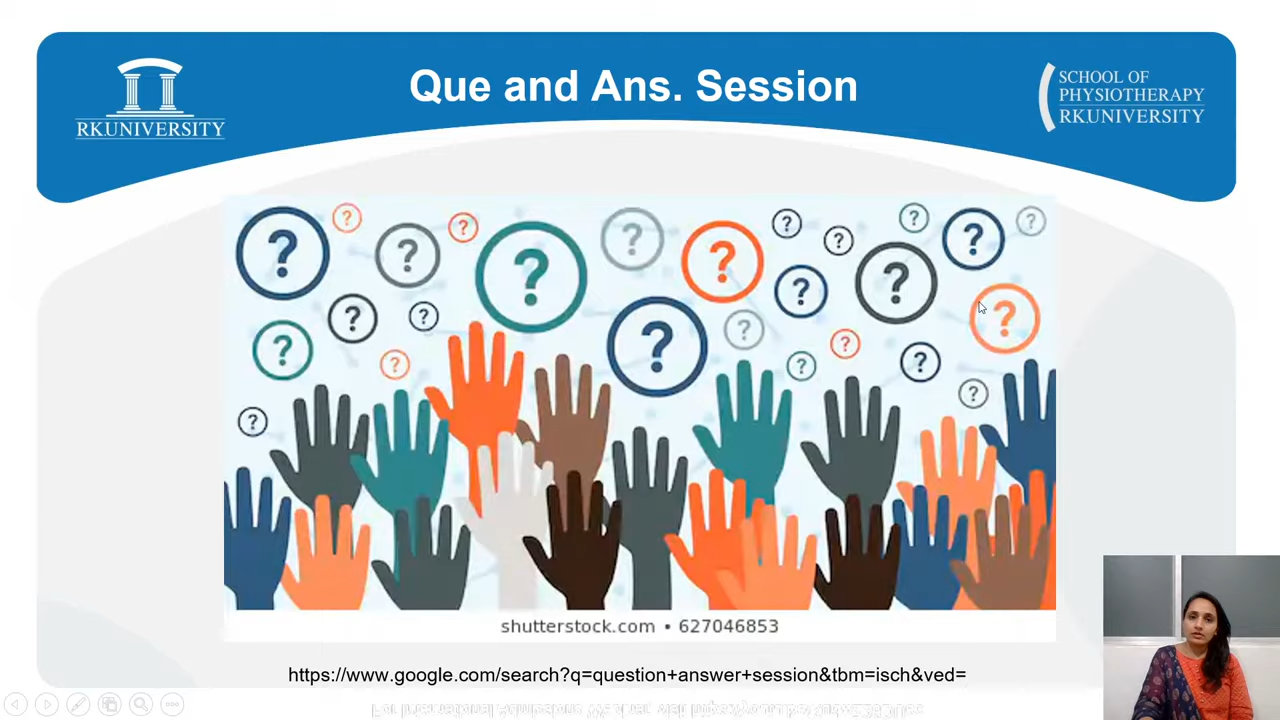 Que and Ans. Session
RKUNIVERSITY
SCHOOL OF
PHYSIOTHERAPY
RKUNIVERSITY
shutterstock.com • 627046853
https://www.google.com/search?q=question+answer+session&tbm=isch&ved=